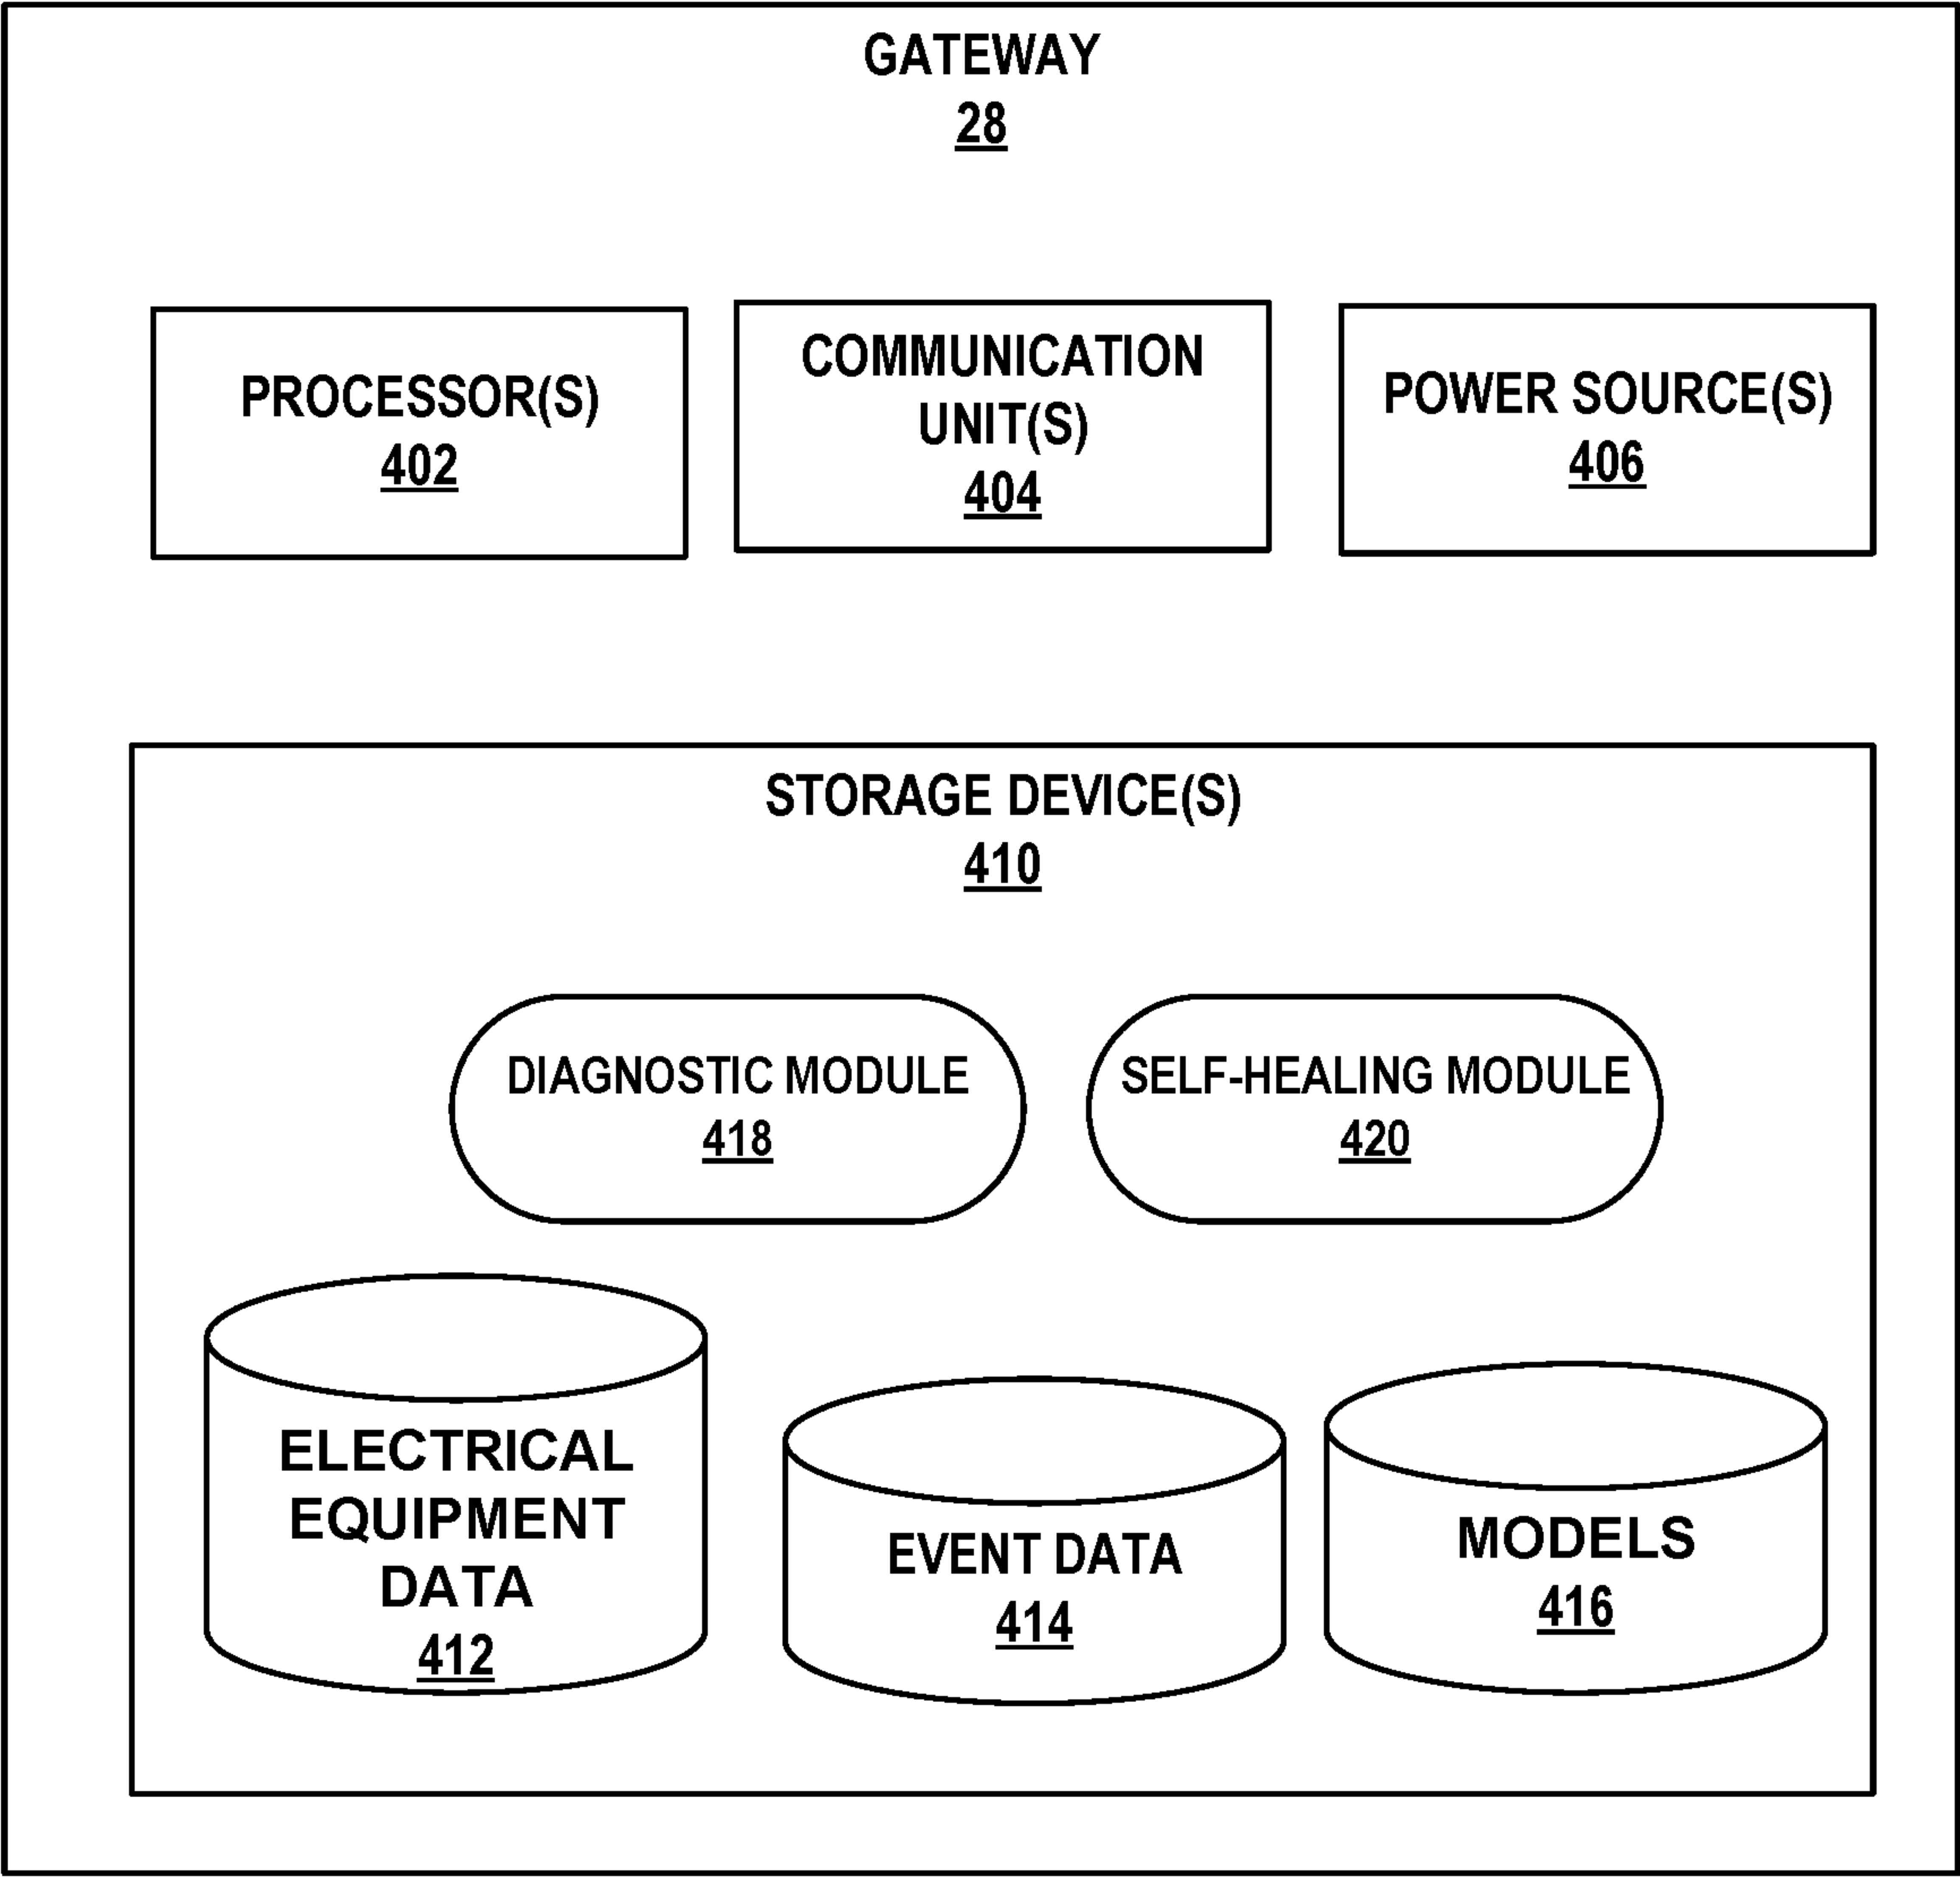 GATEWAY
28
PROCESSOR(S)
402
COMMUNICATION
UNIT(S)
404
POWER SOURCE(S)
406
STORAGE DEVICE(S)
410
DIAGNOSTIC MODULE
418
SELF-HEALING MODULE
420
ELECTRICAL
EQUIPMENT
DATA
412
EVENT DATA
414
MODELS
416